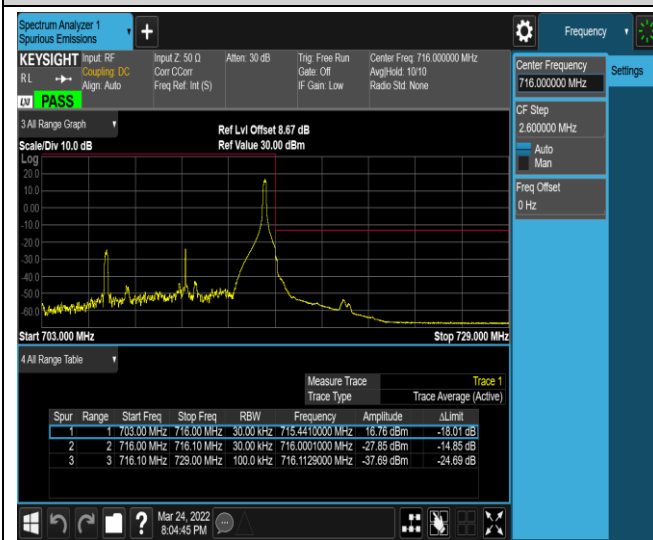 Spectrum Analyzer 1
Spurious Emissions
+
Frequency
KEYSIGHT
RL
LXI PASS
Input: RF
Coupling: DC
Align: Auto
Input Z: 50 Ω
Corr CCorr
Freq Ref: Int (S)
Atten: 30 dB
Trig: Free Run
Gate: Off
IF Gain: Low
Center Freq: 716.000000 MHz
Avg|Hold: 10/10
Radio Std: None
Center Frequency
716.000000 MHz
Settings
CF Step
2.600000 MHz
Auto
Man
Freq Offset
0 Hz
3 All Range Graph
Scale/Div 10.0 dB
Ref Lvl Offset 8.67 dB
Ref Value 30.00 dBm
Log
20.0
10.0
0.00
-10.0
-20.0
-30.0
-40.0
-50.0
-60.0
Start 703.000 MHz
Stop 729.000 MHz
4 All Range Table
Measure Trace Trace 1
Trace Type Trace Average (Active)
Spur Range Start Freq Stop Freq RBW Frequency Amplitude ΔLimit
1 1 703.00 MHz 716.00 MHz 30.00 kHz 715.4410000 MHz 16.76 dBm -18.01 dB
2 2 716.00 MHz 716.10 MHz 30.00 kHz 716.0001000 MHz -27.85 dBm -14.85 dB
3 3 716.10 MHz 729.00 MHz 100.0 kHz 716.1129000 MHz -37.69 dBm -24.69 dB
?
Mar 24, 2022
8:04:45 PM